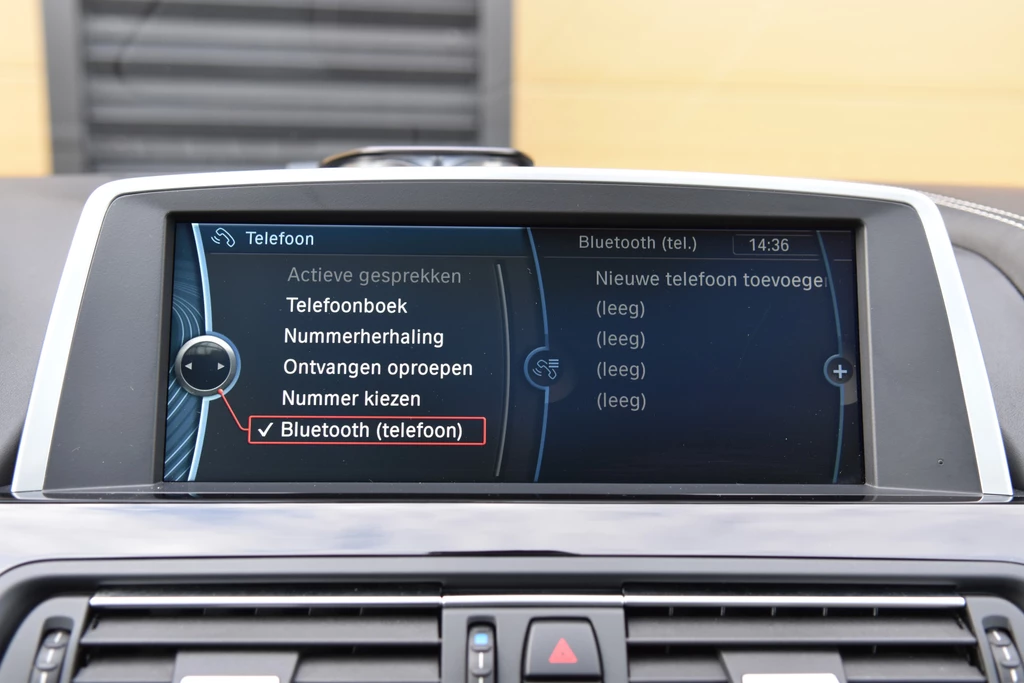 Telefoon
Actieve gesprekken
Telefoonboek
Nummerherhaling
Ontvangen oproepen
Nummer kiezen
✓ Bluetooth (telefoon)
Bluetooth (tel.)
14:36
Nieuwe telefoon toevoege
(leeg)
(leeg)
(leeg)
(leeg)